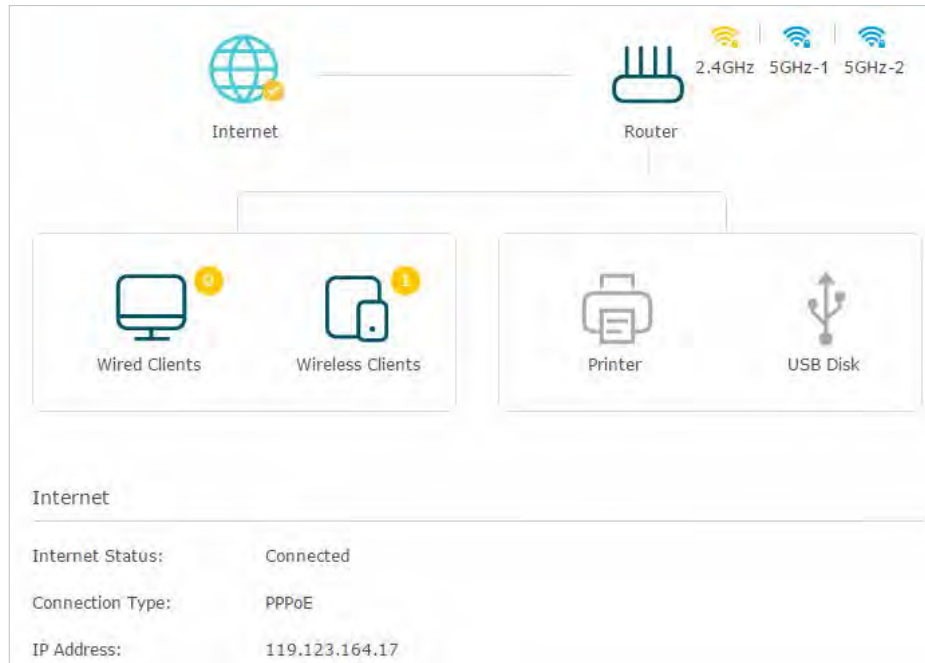 2.4GHz 5GHz-1 5GHz-2
Internet
Router
0
1
Wired Clients
Wireless Clients
Printer
USB Disk
Internet
Internet Status: Connected
Connection Type: PPPoE
IP Address: 119.123.164.17